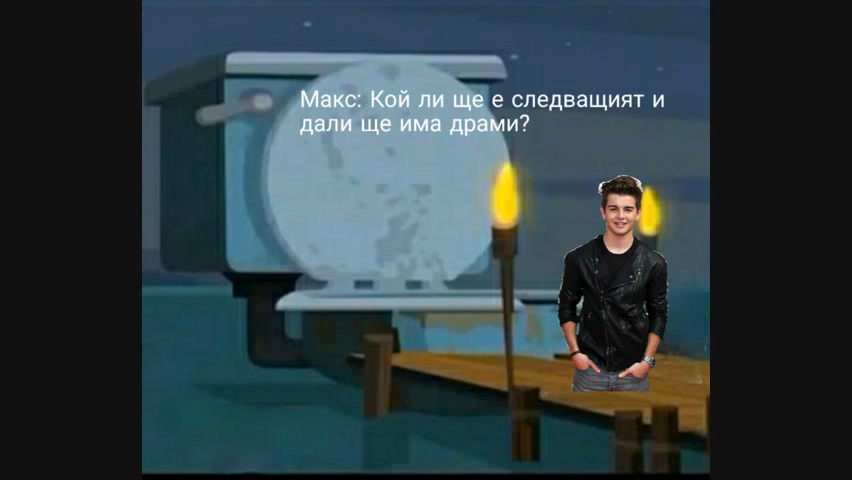 Макс: Кой ли ще е следващият и
дали ще има драми?